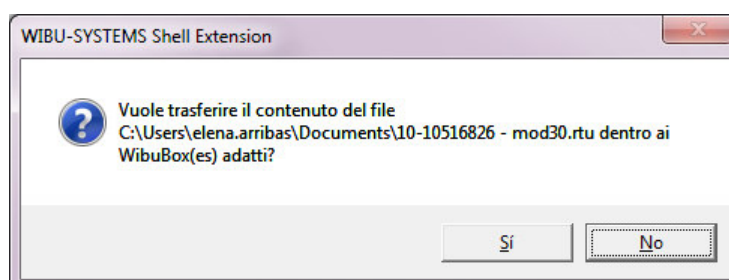 WIBU-SYSTEMS Shell Extension
Vuole trasferire il contenuto del file
C:\Users\elena.arribas\Documents\10-10516826 - mod30.rtu dentro ai
WibuBox(es) adatti?
Sí
No